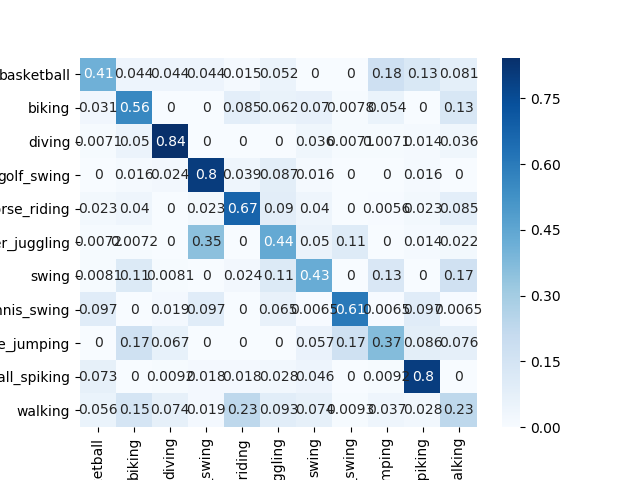 basketball 0.41 0.044 0.044 0.044 0.015 0.052 0 0 0.18 0.13 0.081
biking 0.031 0.56 0 0 0.085 0.062 0.07 0.0078 0.054 0 0.13
diving 0.0071 0.05 0.84 0 0 0 0.036 0.0071 0.0071 0.014 0.036
golf_swing 0 0.016 0.024 0.8 0.039 0.087 0.016 0 0 0.016 0
rse_riding 0.023 0.04 0 0.023 0.67 0.09 0.04 0 0.0056 0.023 0.085
er_juggling 0.0072 0.0072 0 0.35 0 0.44 0.05 0.11 0 0.014 0.022
swing 0.0081 0.11 0.0081 0 0.024 0.11 0.43 0 0.13 0 0.17
nnis_swing 0.097 0 0.019 0.097 0 0.065 0.0065 0.61 0.0065 0.097 0.0065
e_jumping 0 0.17 0.067 0 0 0 0.057 0.17 0.37 0.086 0.076
all_spiking 0.073 0 0.0092 0.018 0.018 0.028 0.046 0 0.0092 0.8 0
walking 0.056 0.15 0.074 0.019 0.23 0.093 0.074 0.0093 0.037 0.028 0.23
etball biking diving _swing riding ggling swing _swing mping piking alking
0.75
0.60
0.45
0.30
0.15
0.00